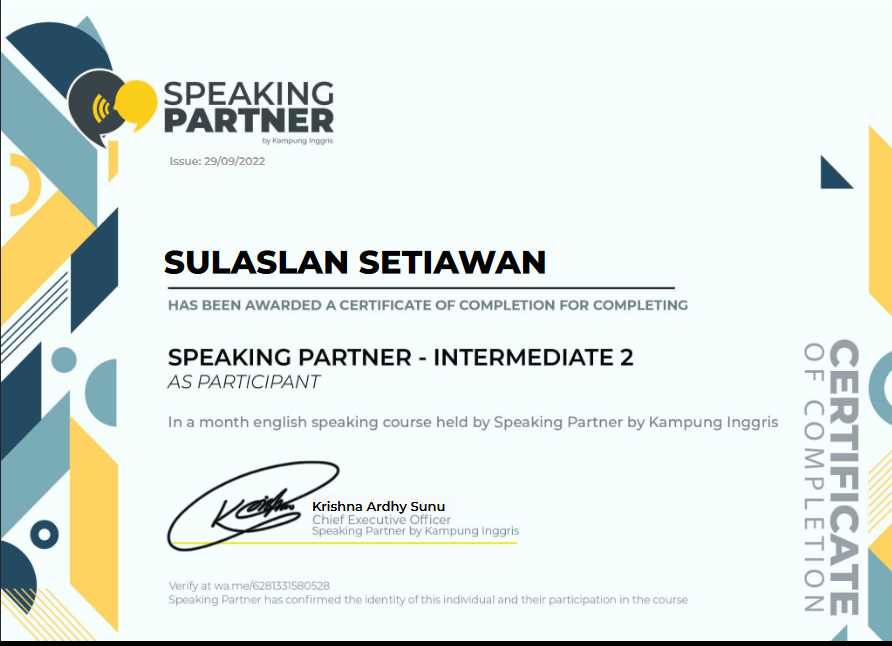 SPEAKING
PARTNER
by Kampung Inggris
Issue: 29/09/2022
SULASLAN SETIAWAN
HAS BEEN AWARDED A CERTIFICATE OF COMPLETION FOR COMPLETING
SPEAKING PARTNER - INTERMEDIATE 2
AS PARTICIPANT
In a month english speaking course held by Speaking Partner by Kampung Inggris
Krishna Ardhy Sunu
Chief Executive Officer
Speaking Partner by Kampung Inggris
Verify at wa.me/6281331580528
Speaking Partner has confirmed the identity of this individual and their participation in the course
CERTIFICATE
OF COMPLETION